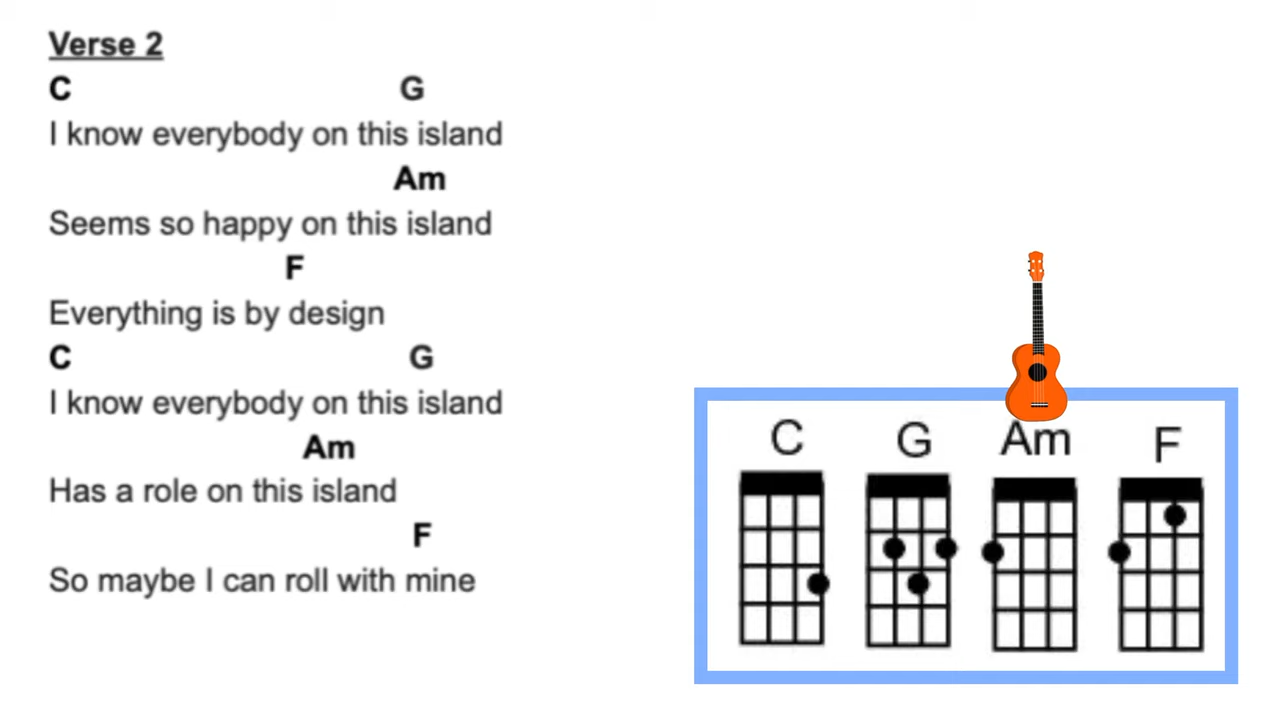 Verse 2
C G
I know everybody on this island
Am
Seems so happy on this island
F
Everything is by design
C G
I know everybody on this island
Am
Has a role on this island
F
So maybe I can roll with mine
C G Am F